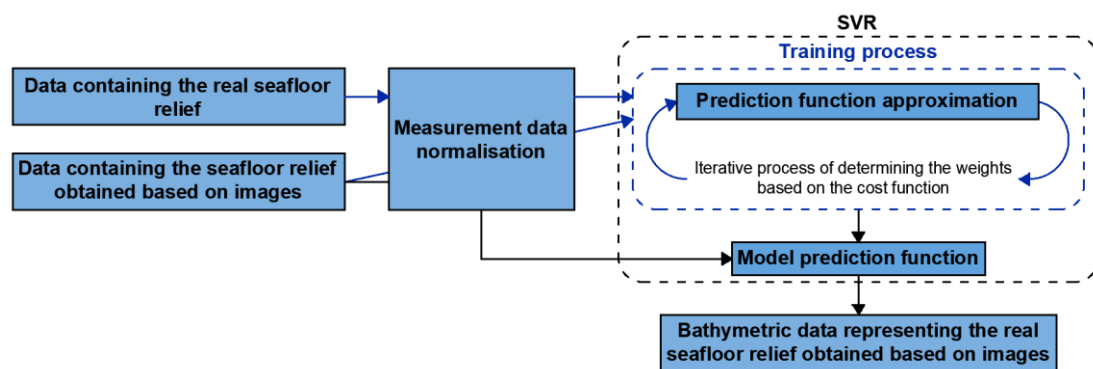 SVR
Training process
Data containing the real seafloor
relief
Data containing the seafloor relief
obtained based on images
Measurement data
normalisation
Prediction function approximation
Iterative process of determining the weights
based on the cost function
Model prediction function
Bathymetric data representing the real
seafloor relief obtained based on images